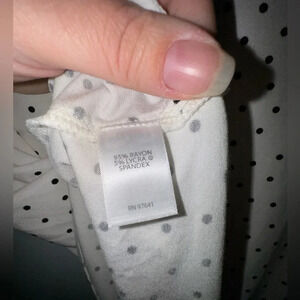 95% RAYON
5% LYCRA ®
SPANDEX
RN 97641